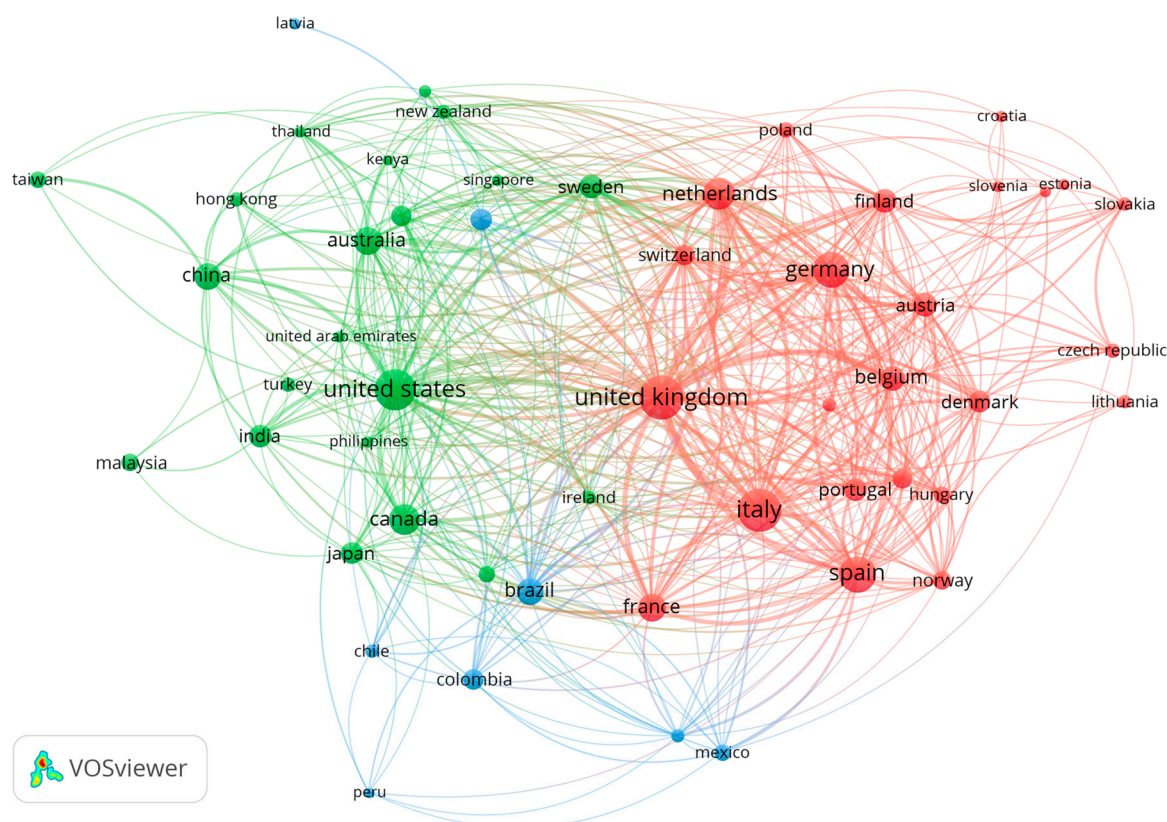 latvia
new zealand
thailand
poland
croatia
kenya
taiwan
singapore
sweden
netherlands
slovenia
estonia
hong kong
finland
slovakia
australia
switzerland
china
germany
austria
united arab emirates
czech republic
turkey
united states
united kingdom
belgium
denmark
lithuania
india
philippines
malaysia
ireland
portugal
hungary
canada
italy
japan
spain
norway
brazil
france
chile
colombia
mexico
VOSviewer
peru